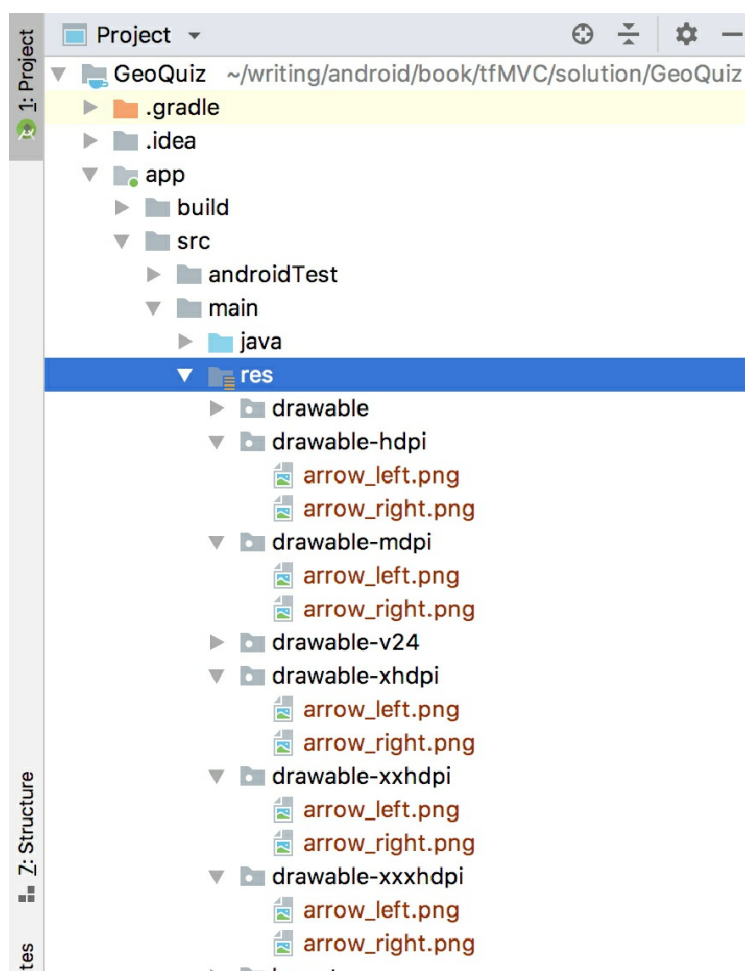 Project
GeoQuiz ~/writing/android/book/tfMVC/solution/GeoQuiz
.gradle
.idea
app
build
src
androidTest
main
java
res
drawable
drawable-hdpi
arrow_left.png
arrow_right.png
drawable-mdpi
arrow_left.png
arrow_right.png
drawable-v24
drawable-xhdpi
arrow_left.png
arrow_right.png
drawable-xxhdpi
arrow_left.png
arrow_right.png
drawable-xxxhdpi
arrow_left.png
arrow_right.png
1: Project
7: Structure